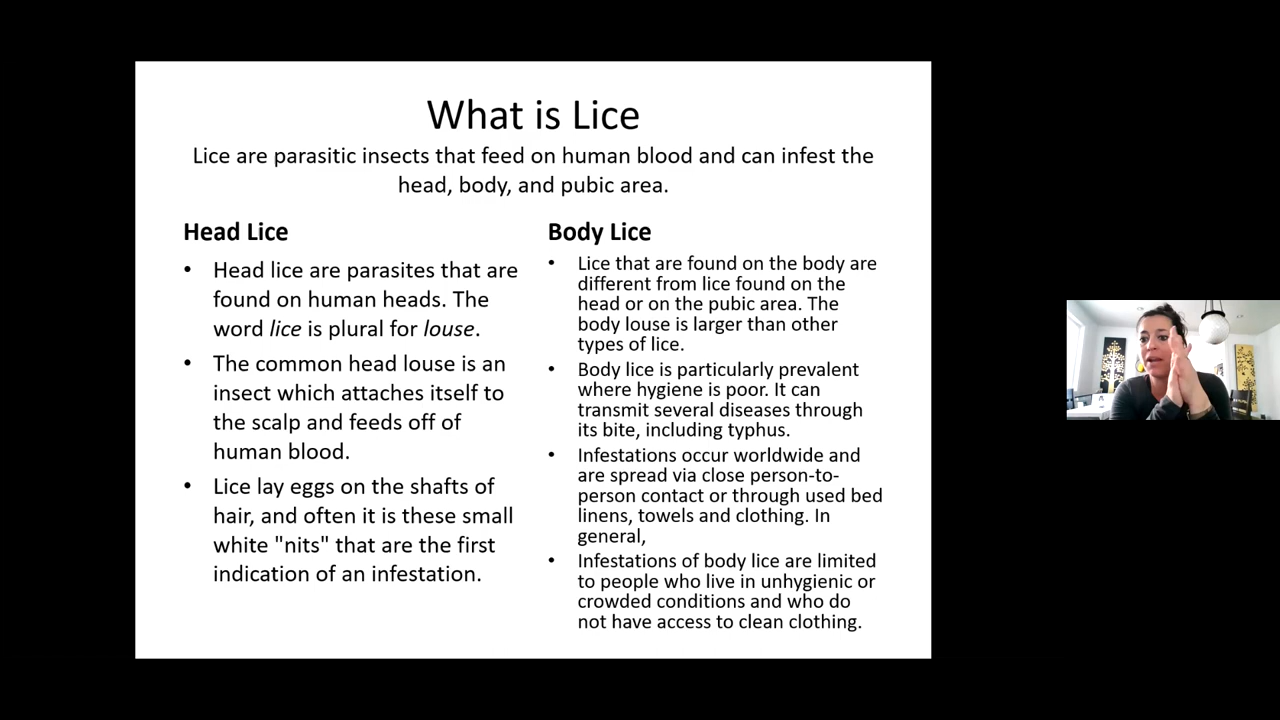 What is Lice
Lice are parasitic insects that feed on human blood and can infest the
head, body, and pubic area.
Head Lice
• Head lice are parasites that are
found on human heads. The
word lice is plural for louse.
• The common head louse is an
insect which attaches itself to
the scalp and feeds off of
human blood.
• Lice lay eggs on the shafts of
hair, and often it is these small
white "nits" that are the first
indication of an infestation.
Body Lice
• Lice that are found on the body are
different from lice found on the
head or on the pubic area. The
body louse is larger than other
types of lice.
• Body lice is particularly prevalent
where hygiene is poor. It can
transmit several diseases through
its bite, including typhus.
• Infestations occur worldwide and
are spread via close person-to-
person contact or through used bed
linens, towels and clothing. In
general,
• Infestations of body lice are limited
to people who live in unhygienic or
crowded conditions and who do
not have access to clean clothing.